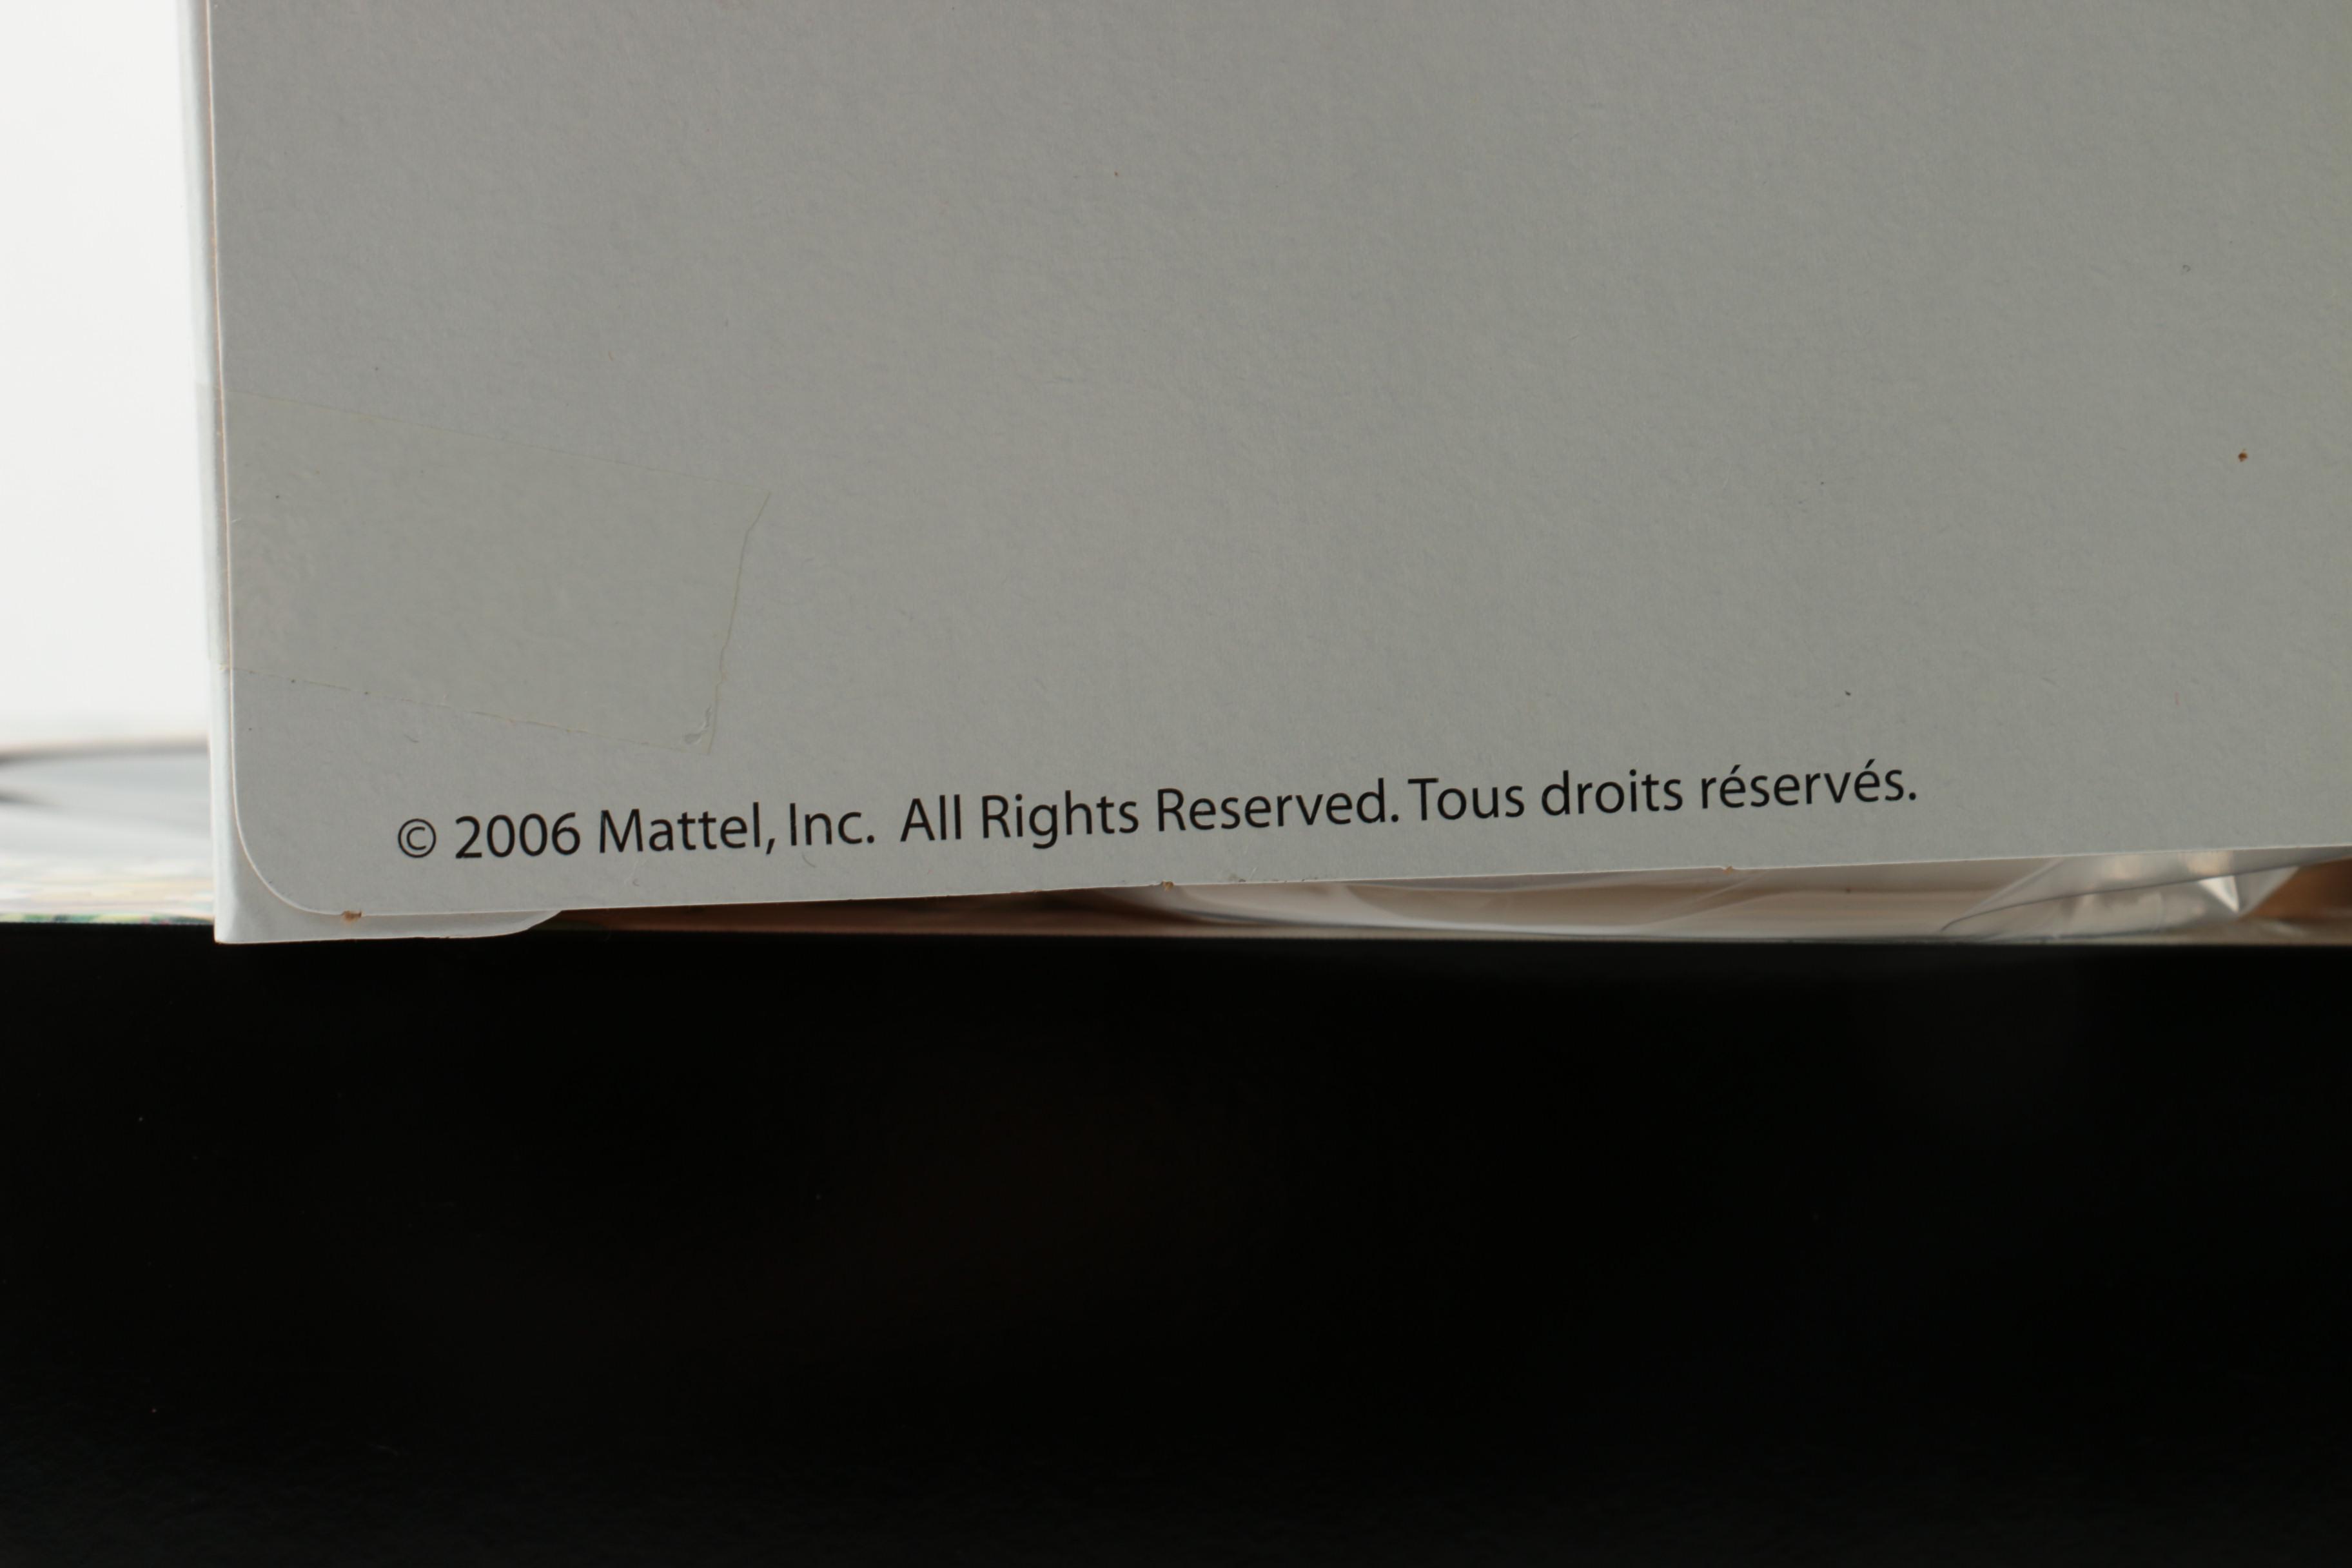 © 2006 Mattel, Inc. All Rights Reserved. Tous droits réservés.